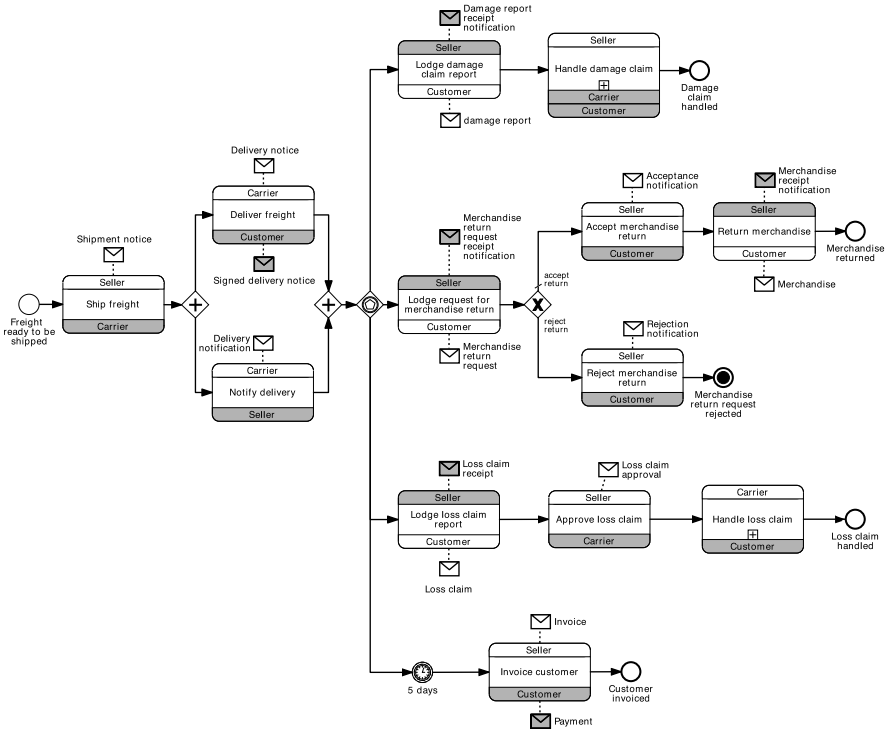 Damage report
receipt
notification
Seller
Lodge damage
claim report
Customer
damage report
Seller
Handle damage claim
Carrier
Customer
Damage
claim
handled
Delivery notice
Carrier
Deliver freight
Customer
Signed delivery notice
Shipment notice
Seller
Ship freight
Carrier
Freight
ready to be
shipped
Delivery
notification
Carrier
Notify delivery
Seller
Merchandise
return
request
receipt
notification
Seller
Lodge request for
merchandise return
Customer
Merchandise
return
request
accept
return
X
reject
return
Acceptance
notification
Seller
Accept merchandise
return
Customer
Merchandise
receipt
notification
Seller
Return merchandise
Customer
Merchandise
Merchandise
returned
Rejection
notification
Seller
Reject merchandise
return
Customer
Merchandise
return request
rejected
Loss claim
receipt
Seller
Lodge loss claim
report
Customer
Loss claim
Loss claim
approval
Seller
Approve loss claim
Carrier
Carrier
Handle loss claim
Customer
Loss claim
handled
5 days
Invoice
Seller
Invoice customer
Customer
Payment
Customer
invoiced